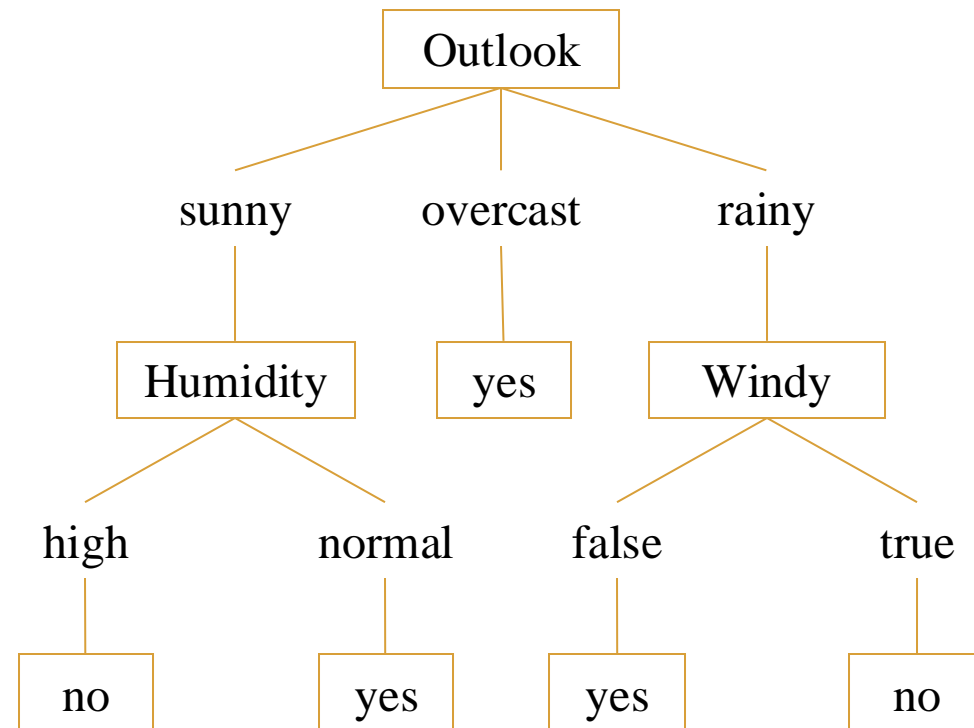 Outlook
sunny overcast rainy
Humidity yes Windy
high normal false true
no yes yes no